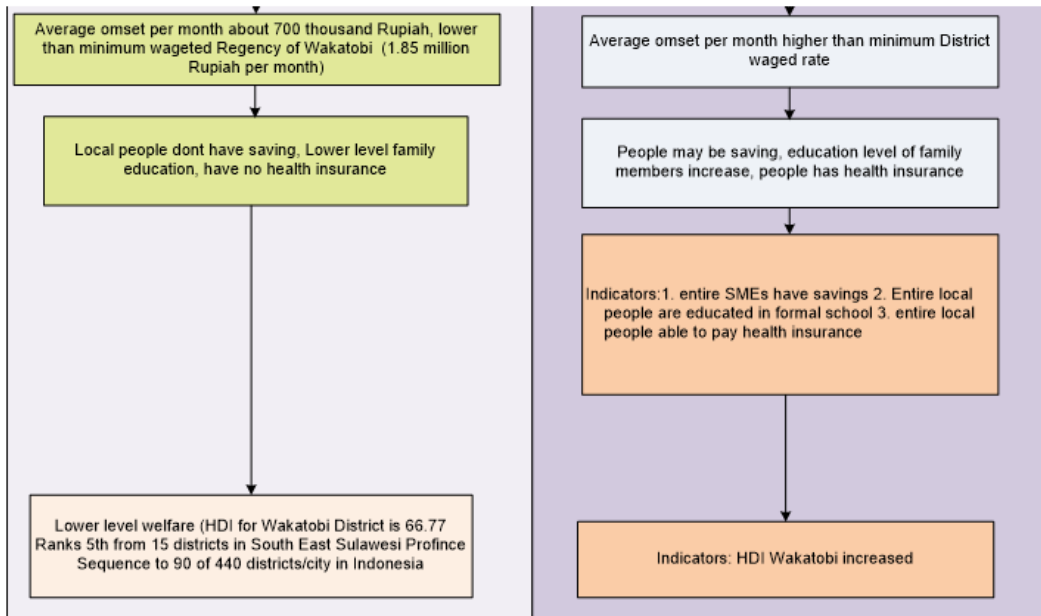 Average omset per month about 700 thousand Rupiah, lower
than minimum wageted Regency of Wakatobi (1.85 million
Rupiah per month)
Local people dont have saving, Lower level family
education, have no health insurance
Lower level welfare (HDI for Wakatobi District is 66.77
Ranks 5th from 15 districts in South East Sulawesi Profince
Sequence to 90 of 440 districts/city in Indonesia
Average omset per month higher than minimum District
waged rate
People may be saving, education level of family
members increase, people has health insurance
Indicators:1. entire SMEs have savings 2. Entire local
people are educated in formal school 3. entire local
people able to pay health insurance
Indicators: HDI Wakatobi increased